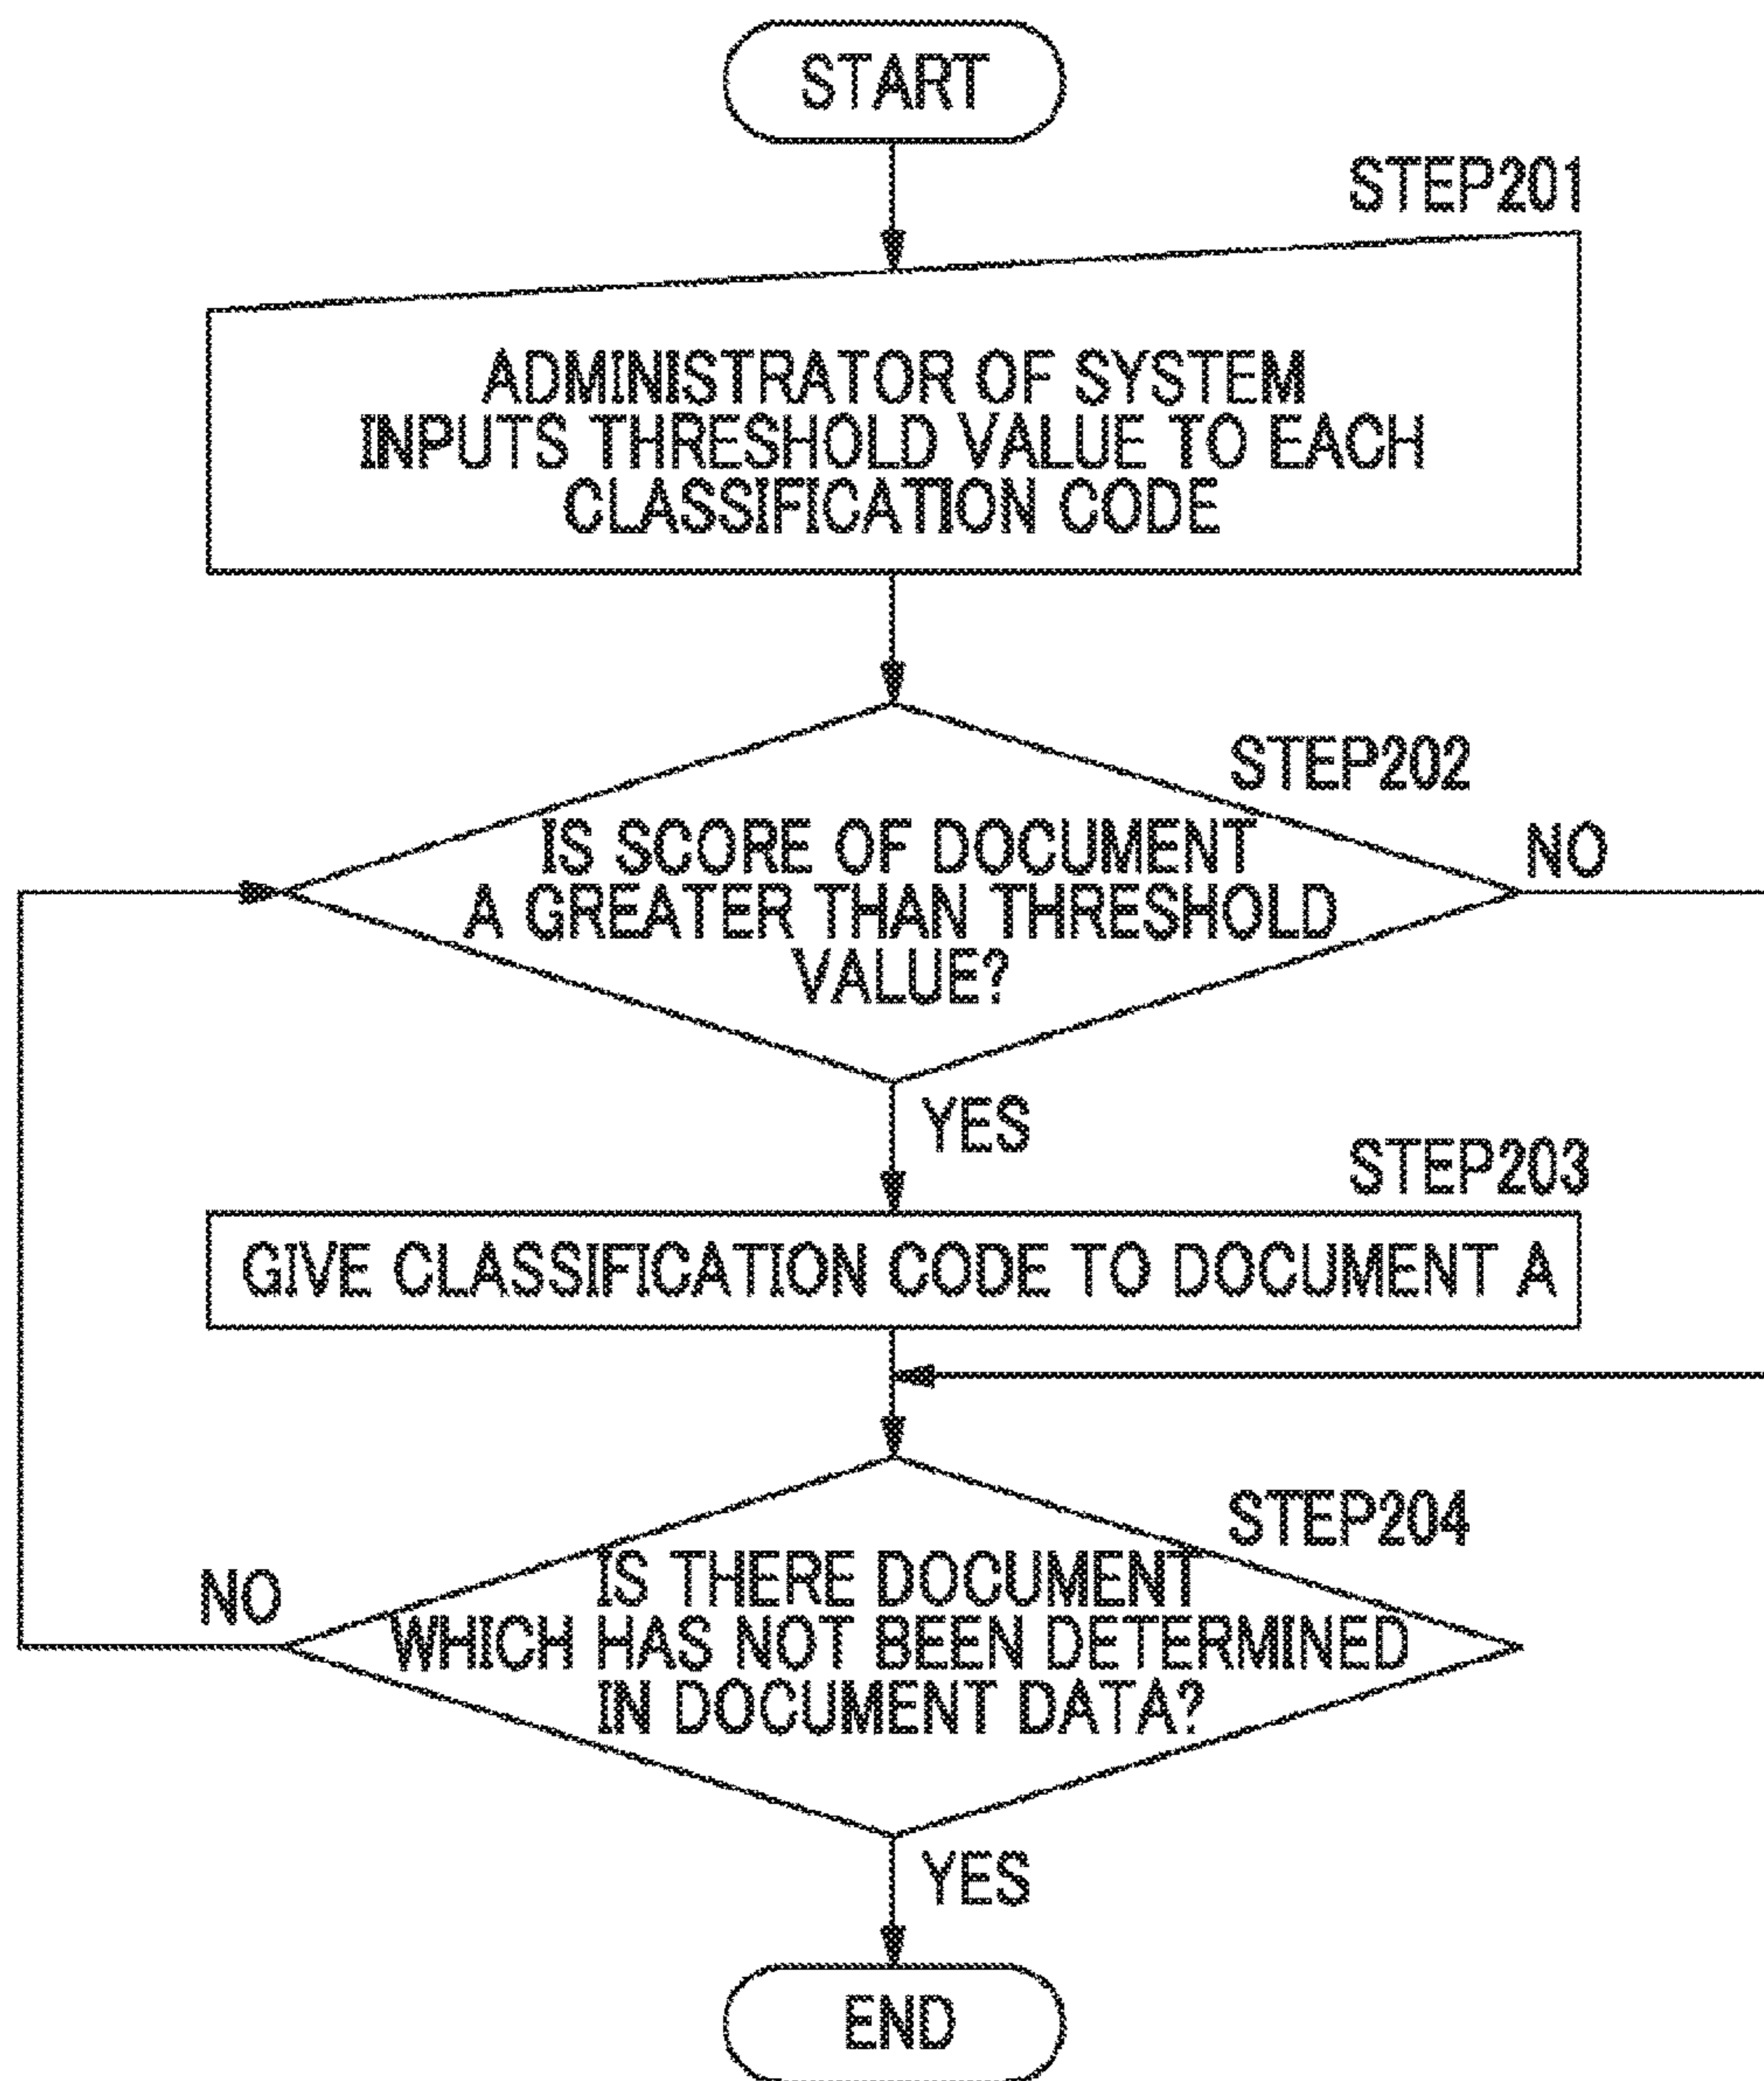 START
STEP201
ADMINISTRATOR OF SYSTEM
INPUTS THRESHOLD VALUE TO EACH
CLASSIFICATION CODE
STEP202
IS SCORE OF DOCUMENT
A GREATER THAN THRESHOLD
VALUE?
NO
YES
STEP203
GIVE CLASSIFICATION CODE TO DOCUMENT A
STEP204
IS THERE DOCUMENT
WHICH HAS NOT BEEN DETERMINED
IN DOCUMENT DATA?
NO
YES
END